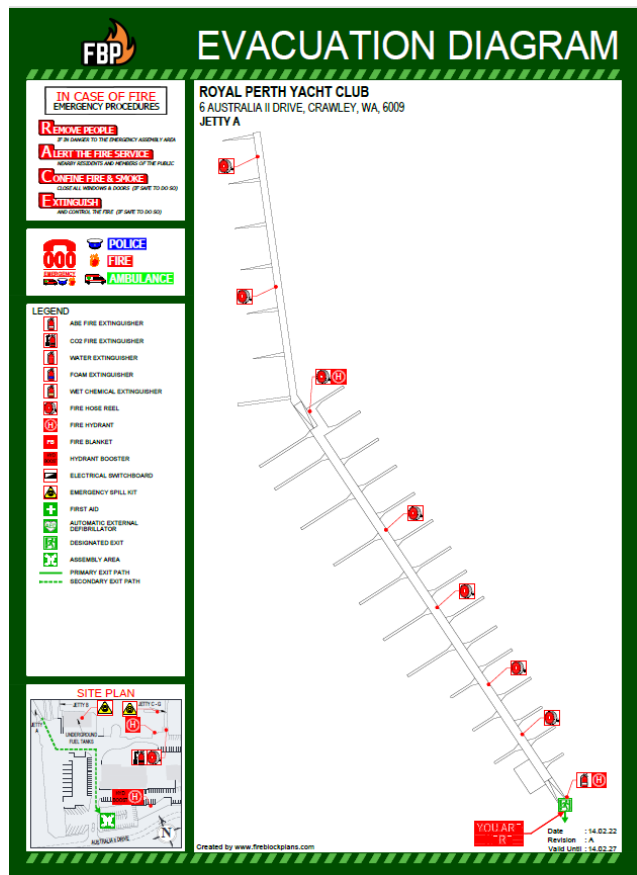 FBP
EVACUATION DIAGRAM
IN CASE OF FIRE
EMERGENCY PROCEDURES
REMOVE PEOPLE
IF IN DANGER TO THE EMERGENCY ASSEMBLY AREA
ALERT THE FIRE SERVICE
NEARBY RESIDENTS AND MEMBERS OF THE PUBLIC
CONFINE FIRE & SMOKE
CLOSE ALL WINDOWS & DOORS (IF SAFE TO DO SO)
EXTINGUISH
AND CONTROL THE FIRE (IF SAFE TO DO SO)
000
EMERGENCY
POLICE
FIRE
AMBULANCE
LEGEND
ABE FIRE EXTINGUISHER
CO2 FIRE EXTINGUISHER
WATER EXTINGUISHER
FOAM EXTINGUISHER
WET CHEMICAL EXTINGUISHER
FIRE HOSE REEL
H FIRE HYDRANT
FB FIRE BLANKET
HYDRANT BOOSTER
ELECTRICAL SWITCHBOARD
EMERGENCY SPILL KIT
FIRST AID
AUTOMATIC EXTERNAL
DEFIBRILLATOR
DESIGNATED EXIT
ASSEMBLY AREA
PRIMARY EXIT PATH
SECONDARY EXIT PATH
SITE PLAN
JETTY B
JETTY C - G
JETTY
A
H
UNDERGROUND
FUEL TANKS
H
AUSTRALIA II DRIVE
N
ROYAL PERTH YACHT CLUB
6 AUSTRALIA II DRIVE, CRAWLEY, WA, 6009
JETTY A
H
H
YOU ARE
Created by www.fireblockplans.com
Date : 14.02.22
Revision : A
Valid Until : 14.02.27